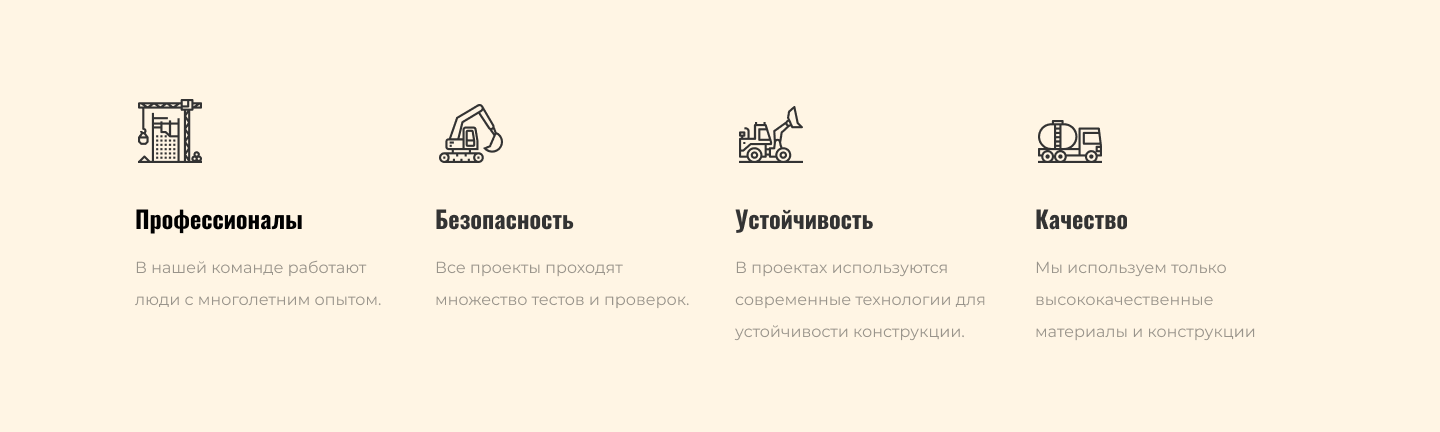 Профессионалы
В нашей команде работают
люди с многолетним опытом.
Безопасность
Все проекты проходят
множество тестов и проверок.
Устойчивость
В проектах используются
современные технологии для
устойчивости конструкции.
Качество
Мы используем только
высококачественные
материалы и конструкции